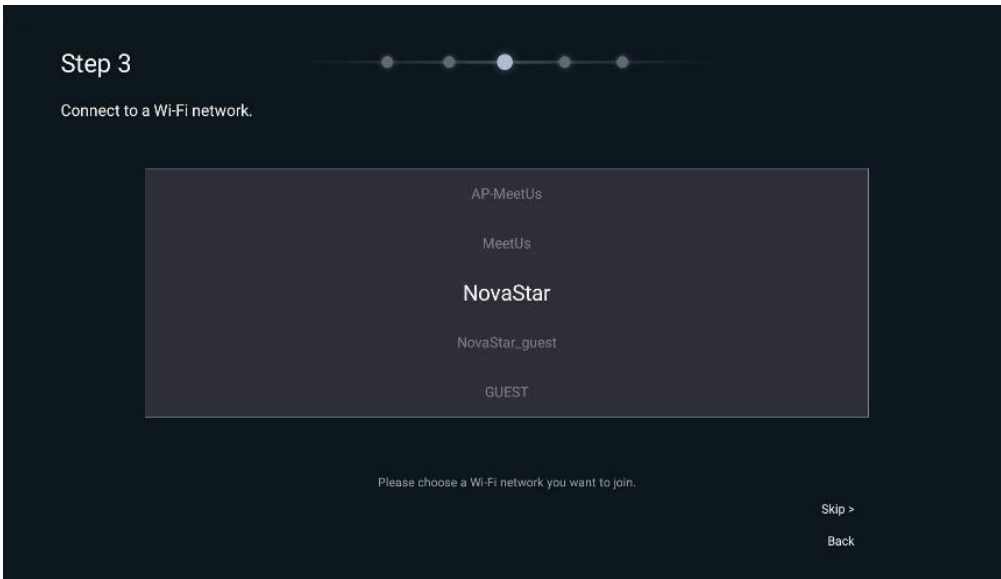 Step 3
Connect to a Wi-Fi network.
AP-MeetUs
MeetUs
NovaStar
NovaStar_guest
GUEST
Please choose a Wi-Fi network you want to join.
Skip >
Back